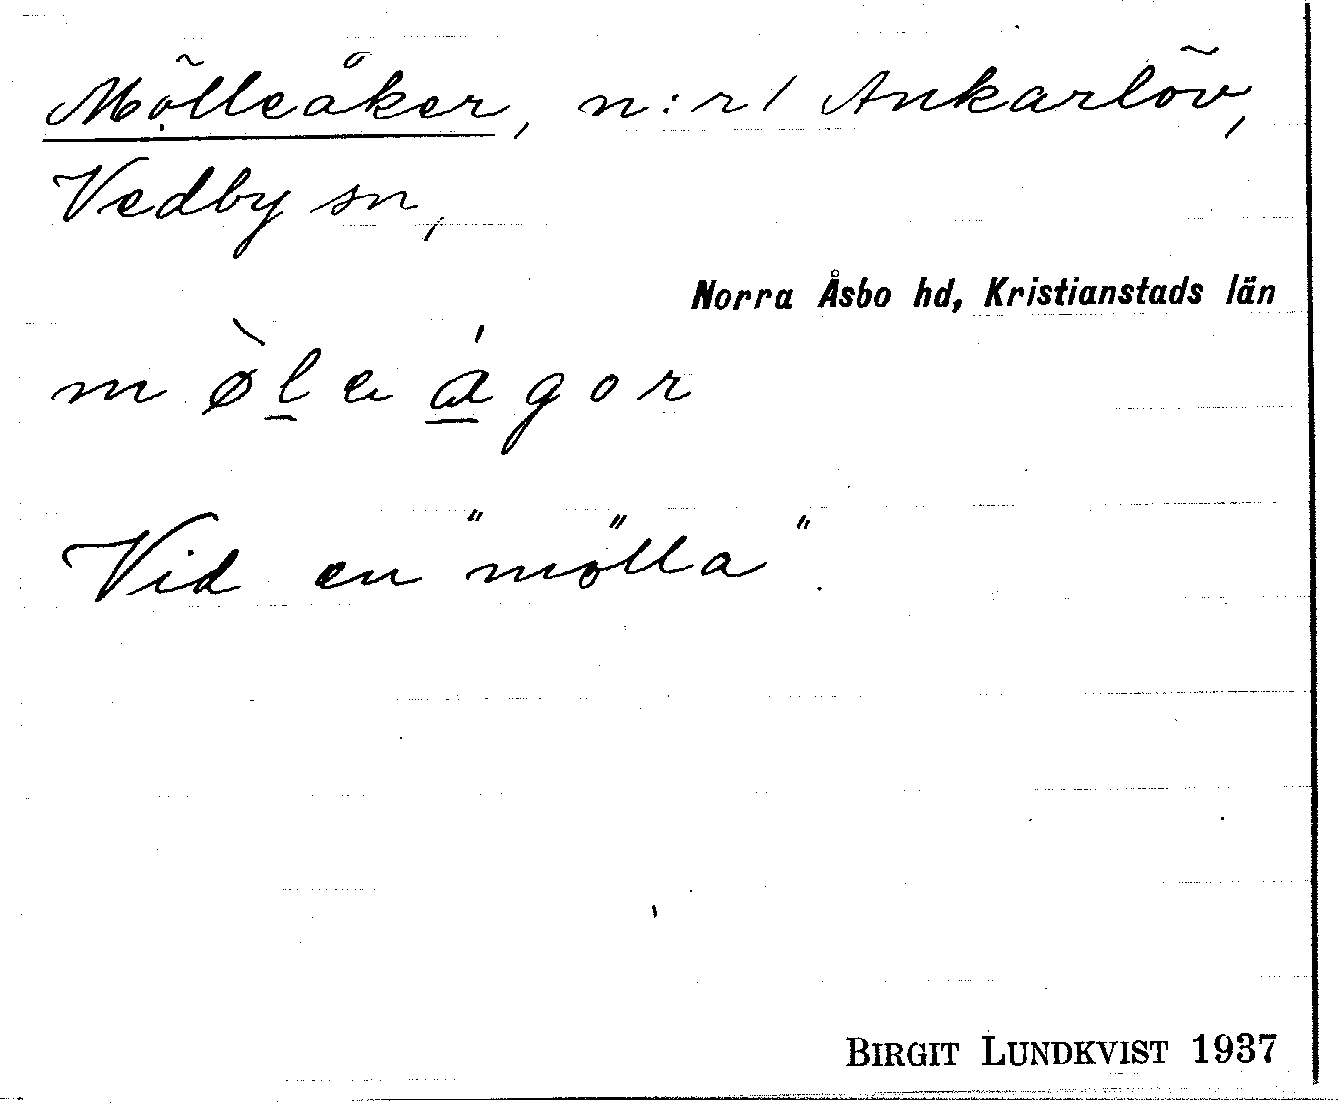 Mölleåker, n:r 1 Ankarlöv,
Vedby sn,
Norra Åsbo hd, Kristianstads län
m ø̀ l̲ e á̲ g o r
Vid en "mölla".
BIRGIT LUNDKVIST 1937